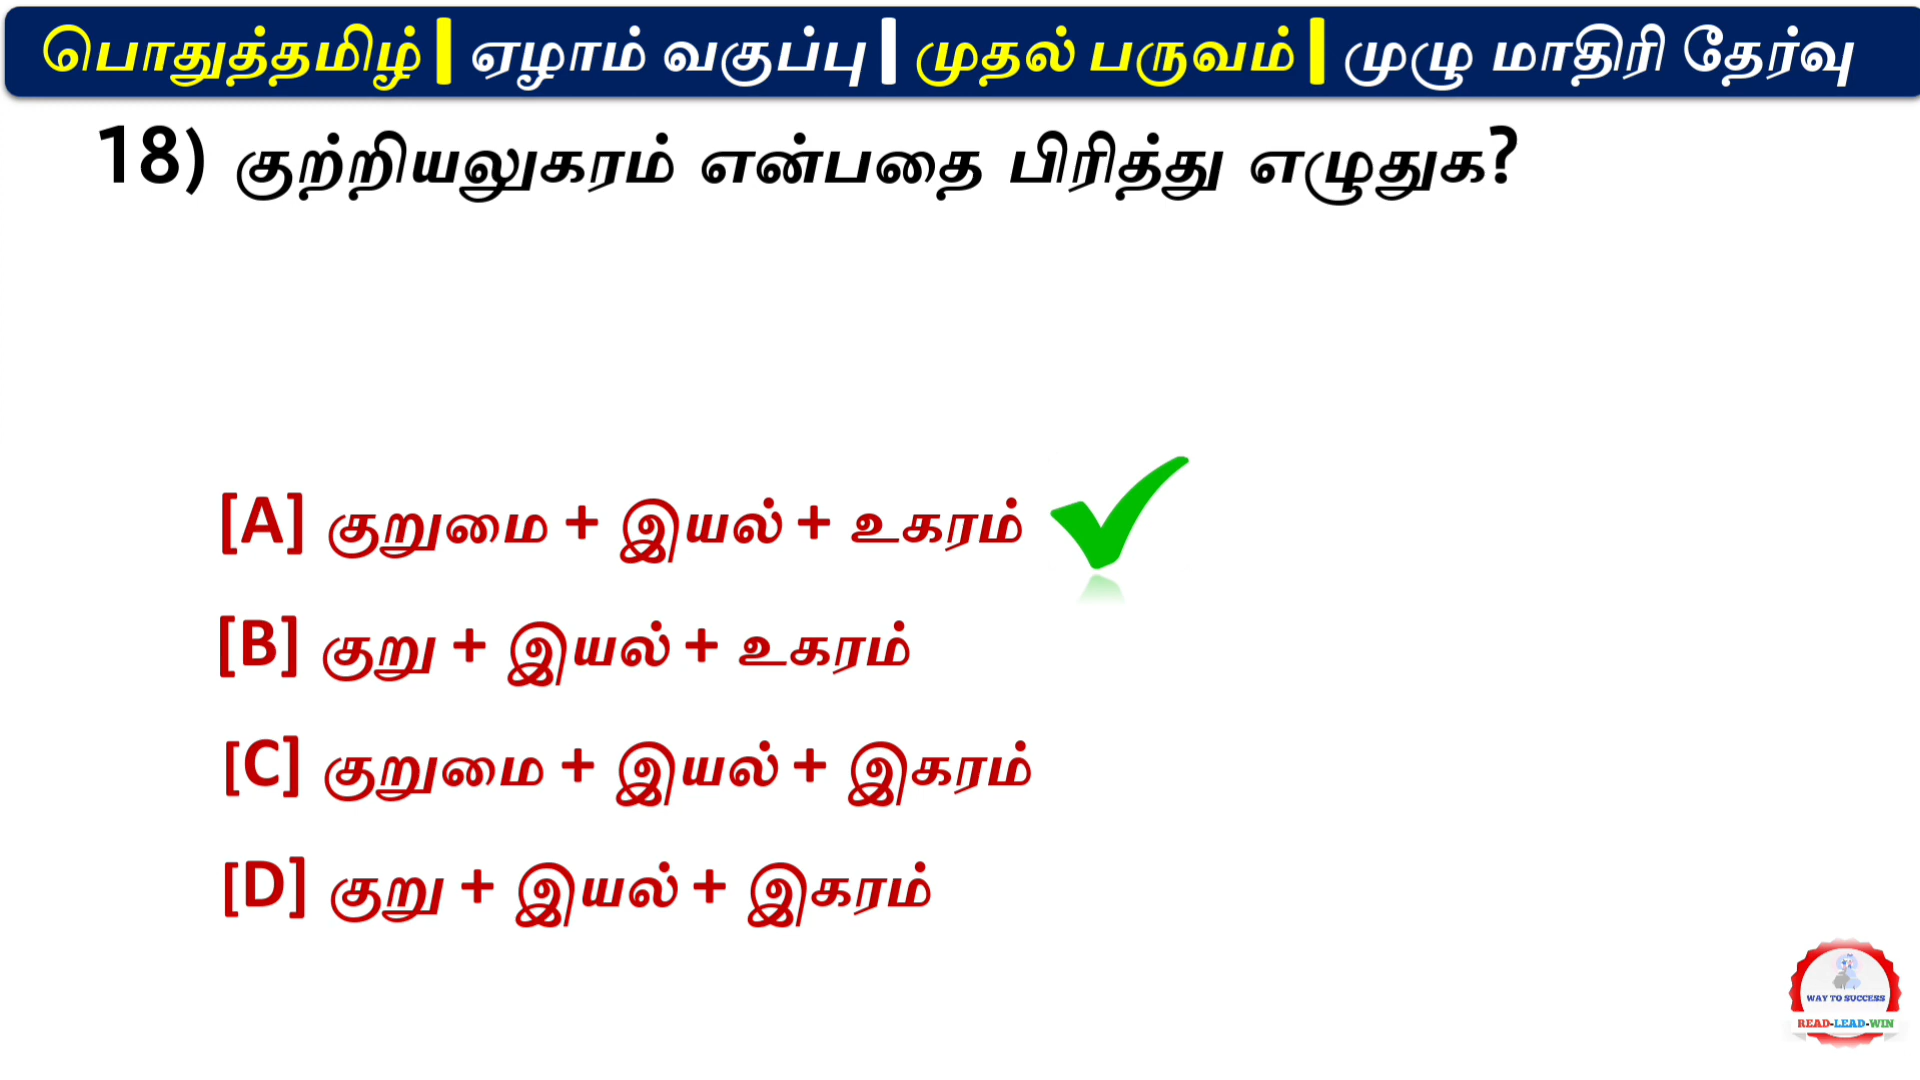 பொதுத்தமிழ் | ஏழாம் வகுப்பு | முதல் பருவம் | முழு மாதிரி தேர்வு
18) குற்றியலுகரம் என்பதை பிரித்து எழுதுக?
[A] குறுமை + இயல் + உகரம்
[B] குறு + இயல் + உகரம்
[C] குறுமை + இயல் + இகரம்
[D] குறு + இயல் + இகரம்
WAY TO SUCCESS
READ-LEAD-WIN